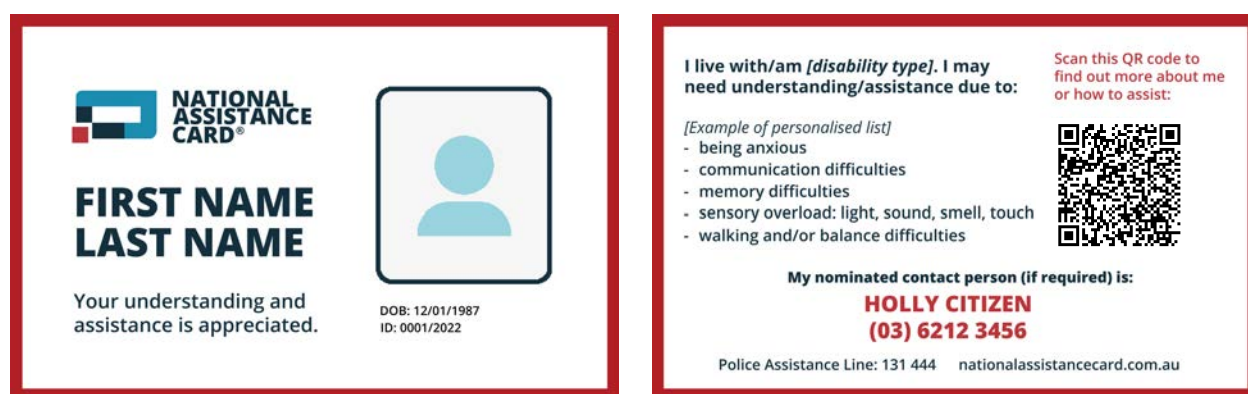 NATIONAL
ASSISTANCE
CARD®
FIRST NAME
LAST NAME
Your understanding and
assistance is appreciated.
DOB: 12/01/1987
ID: 0001/2022
I live with/am [disability type]. I may
need understanding/assistance due to:
[Example of personalised list]
- being anxious
- communication difficulties
- memory difficulties
- sensory overload: light, sound, smell, touch
- walking and/or balance difficulties
Scan this QR code to
find out more about me
or how to assist:
My nominated contact person (if required) is:
HOLLY CITIZEN
(03) 6212 3456
Police Assistance Line: 131 444 nationalassistancecard.com.au